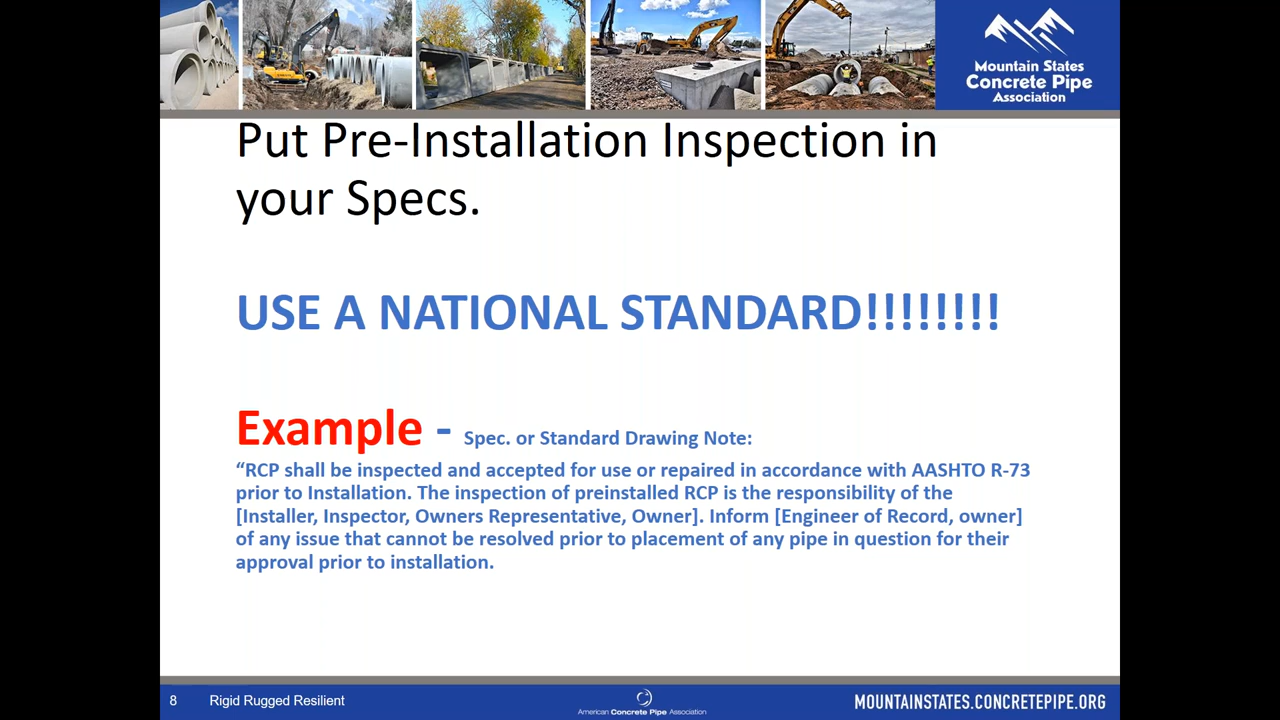 Mountain States
Concrete Pipe
Association
Put Pre-Installation Inspection in
your Specs.
USE A NATIONAL STANDARD!!!!!!!!
Example - Spec. or Standard Drawing Note:
“RCP shall be inspected and accepted for use or repaired in accordance with AASHTO R-73
prior to Installation. The inspection of preinstalled RCP is the responsibility of the
[Installer, Inspector, Owners Representative, Owner]. Inform [Engineer of Record, owner]
of any issue that cannot be resolved prior to placement of any pipe in question for their
approval prior to installation.
8 Rigid Rugged Resilient
American Concrete Pipe Association
MOUNTAINSTATES.CONCRETEPIPE.ORG